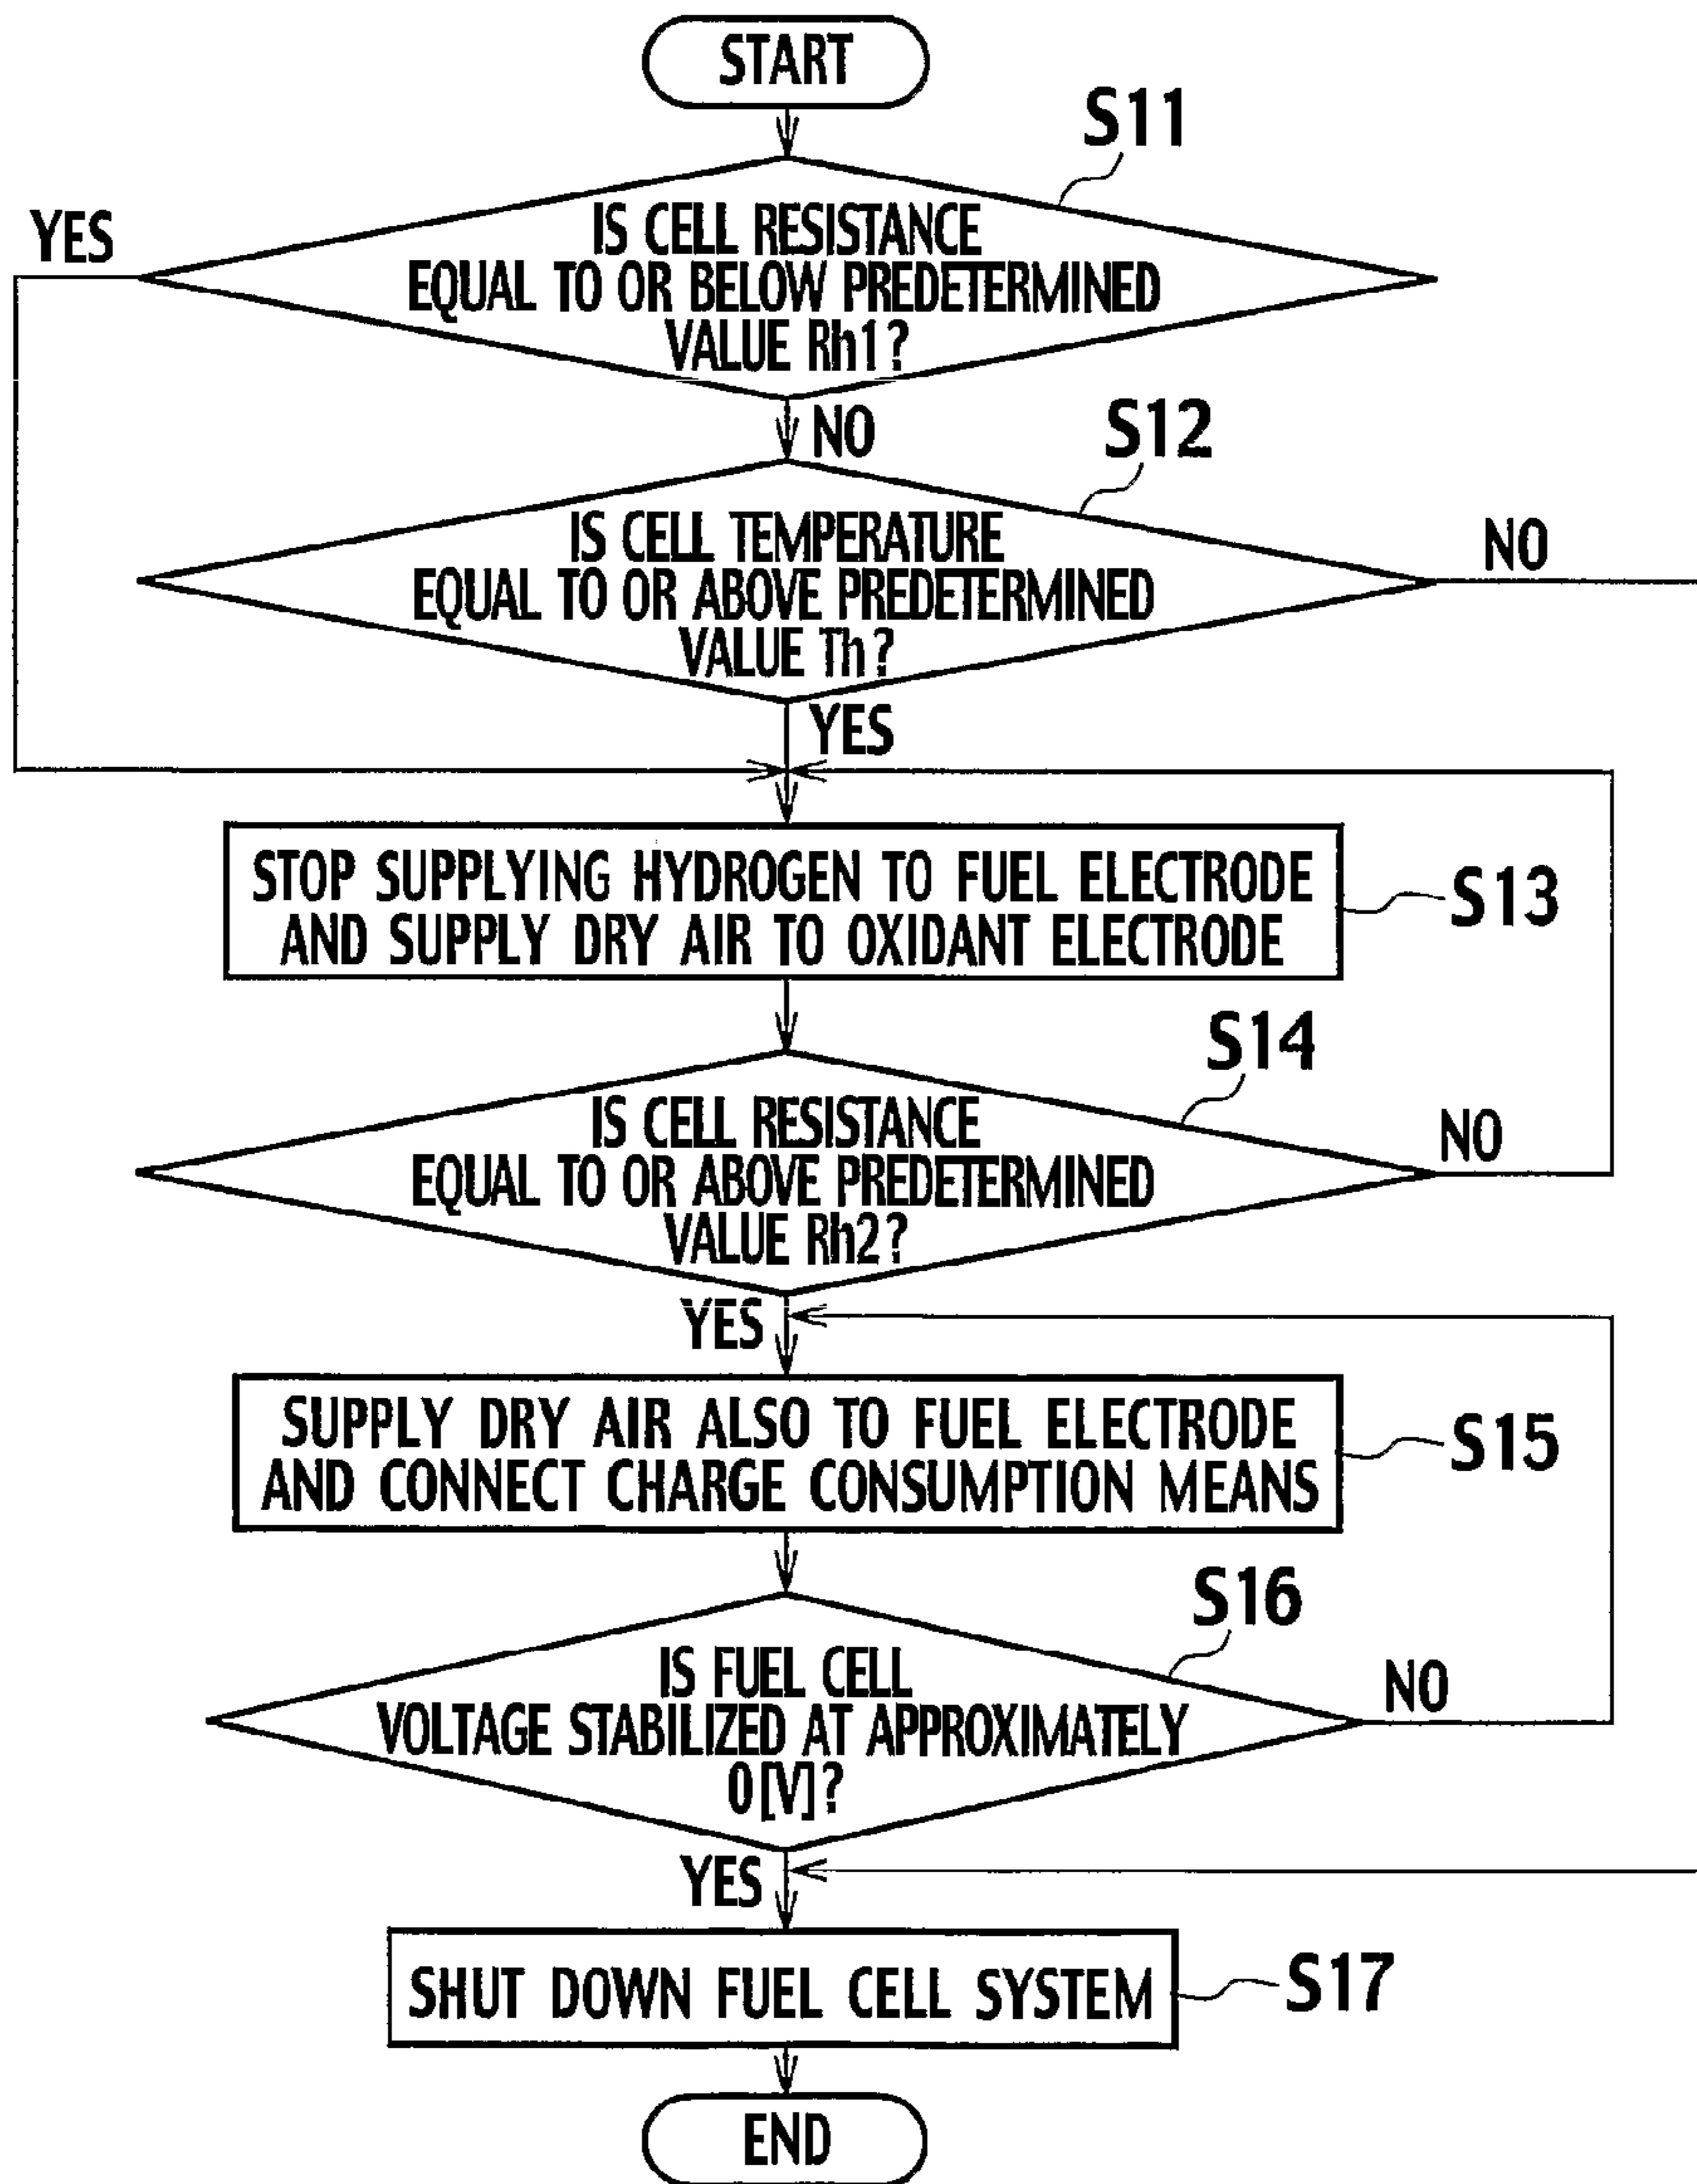 START
S11
YES
IS CELL RESISTANCE
EQUAL TO OR BELOW PREDETERMINED
VALUE Rh1?
NO
S12
IS CELL TEMPERATURE
EQUAL TO OR ABOVE PREDETERMINED
VALUE Th?
NO
YES
STOP SUPPLYING HYDROGEN TO FUEL ELECTRODE
AND SUPPLY DRY AIR TO OXIDANT ELECTRODE
S13
S14
IS CELL RESISTANCE
EQUAL TO OR ABOVE PREDETERMINED
VALUE Rh2?
NO
YES
SUPPLY DRY AIR ALSO TO FUEL ELECTRODE
AND CONNECT CHARGE CONSUMPTION MEANS
S15
S16
IS FUEL CELL
VOLTAGE STABILIZED AT APPROXIMATELY
0[V]?
NO
YES
SHUT DOWN FUEL CELL SYSTEM
S17
END